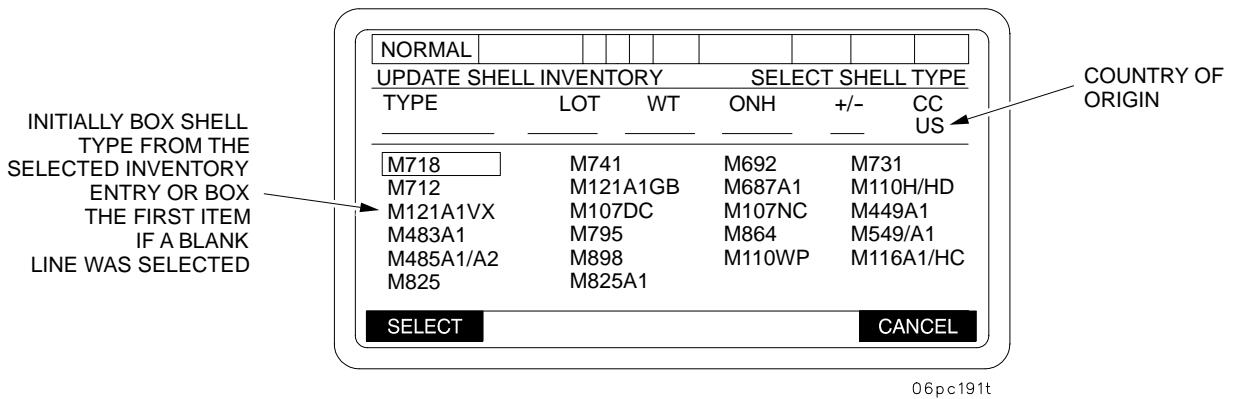 NORMAL
UPDATE SHELL INVENTORY SELECT SHELL TYPE
TYPE LOT WT ONH +/− CC
US
M718 M741 M692 M731
M712 M121A1GB M687A1 M110H/HD
M121A1VX M107DC M107NC M449A1
M483A1 M795 M864 M549/A1
M485A1/A2 M898 M110WP M116A1/HC
M825 M825A1
SELECT CANCEL
INITIALLY BOX SHELL
TYPE FROM THE
SELECTED INVENTORY
ENTRY OR BOX
THE FIRST ITEM
IF A BLANK
LINE WAS SELECTED
COUNTRY OF
ORIGIN
06pc191t